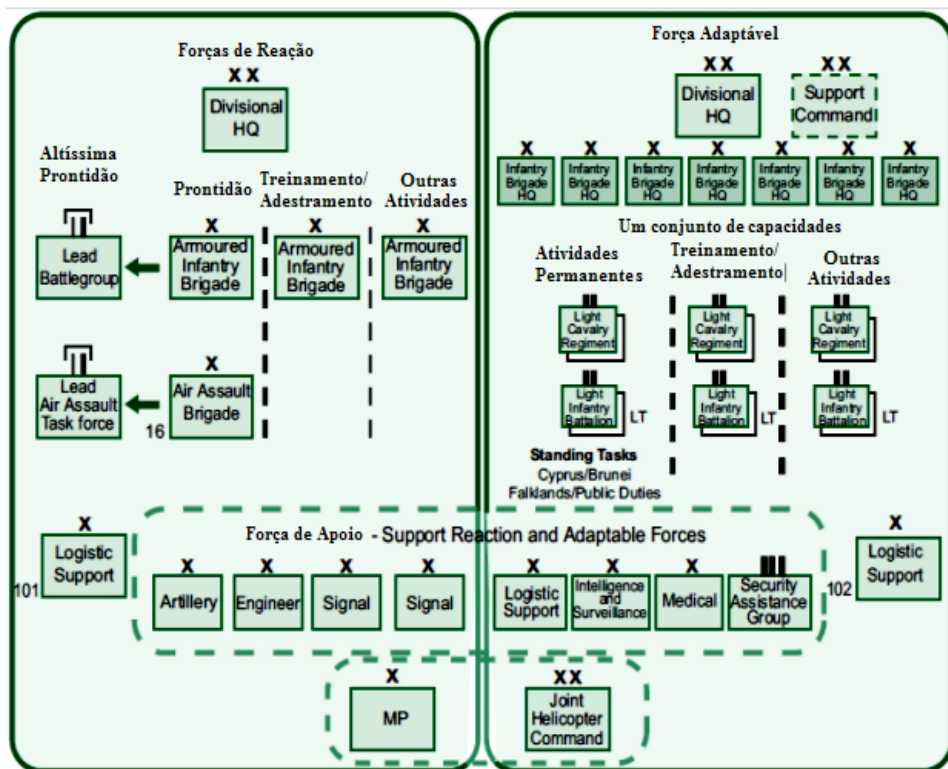 Forças de Reação
X X
Divisional
HQ
Altíssima
Prontidão
Prontidão
Treinamento/
Adestramento
Outras
Atividades
Lead
Battlegroup
X
Armoured
Infantry
Brigade
X
Armoured
Infantry
Brigade
X
Armoured
Infantry
Brigade
Lead
Air Assault
Task force
16
X
Air Assault
Brigade
Força Adaptável
X X
Divisional
HQ
X X
Support
Command
X
Infantry
Brigade
HQ
X
Infantry
Brigade
HQ
X
Infantry
Brigade
HQ
X
Infantry
Brigade
HQ
X
Infantry
Brigade
HQ
X
Infantry
Brigade
HQ
X
Infantry
Brigade
HQ
Um conjunto de capacidades
Atividades
Permanentes
Treinamento/
Adestramento
Outras
Atividades
Light
Cavalry
Regiment
Light
Cavalry
Regiment
Light
Cavalry
Regiment
Light
Infantry
Battalion
LT
Light
Infantry
Battalion
LT
Light
Infantry
Battalion
LT
Standing Tasks
Cyprus/Brunei
Falklands/Public Duties
Força de Apoio - Support Reaction and Adaptable Forces
101
X
Logistic
Support
X
Artillery
X
Engineer
X
Signal
X
Signal
X
Logistic
Support
X
Intelligence
and
Surveillance
X
Medical
Security
Assistance
Group
102
X
Logistic
Support
X
MP
X X
Joint
Helicopter
Command